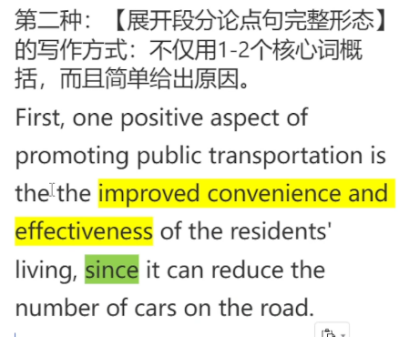 第二种：【展开段分论点句完整形态】
的写作方式：不仅用1-2个核心词概
括，而且简单给出原因。
First, one positive aspect of
promoting public transportation is
the the improved convenience and
effectiveness of the residents'
living, since it can reduce the
number of cars on the road.